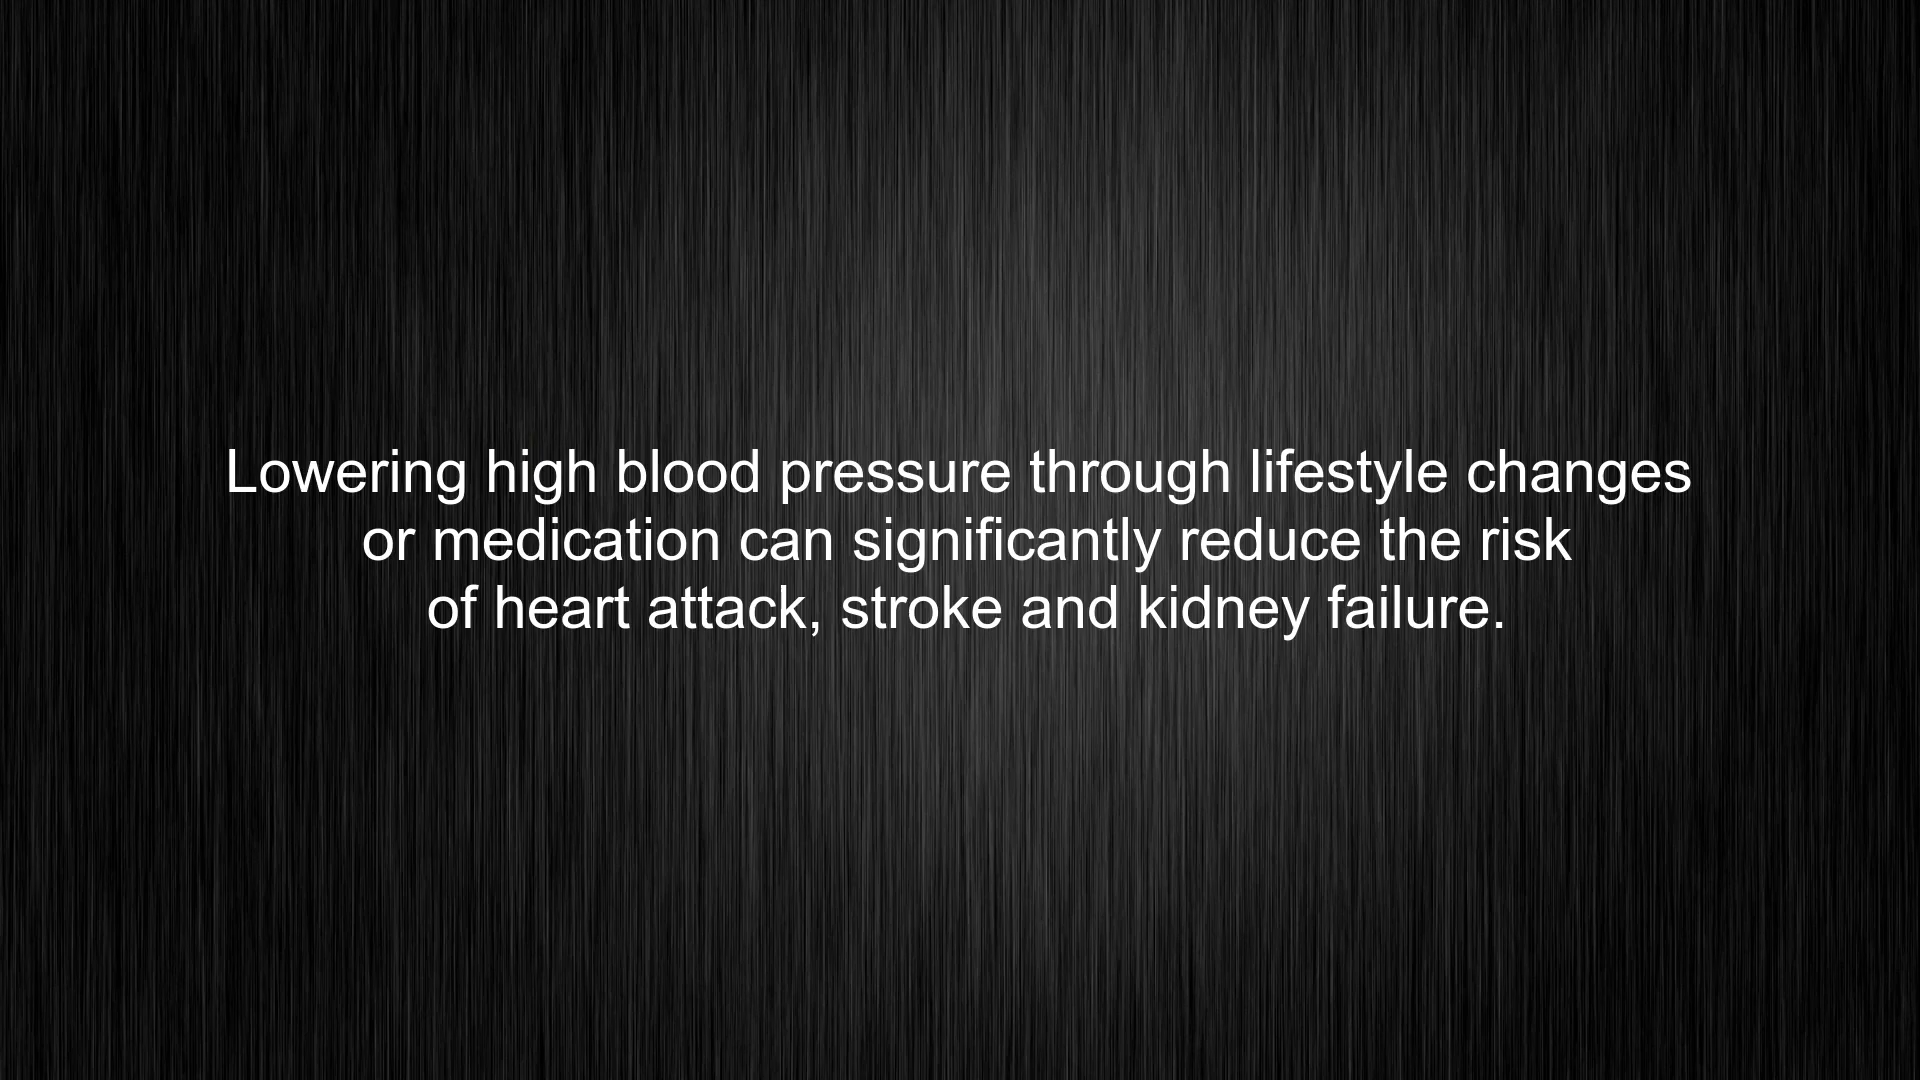 Lowering high blood pressure through lifestyle changes
or medication can significantly reduce the risk
of heart attack, stroke and kidney failure.